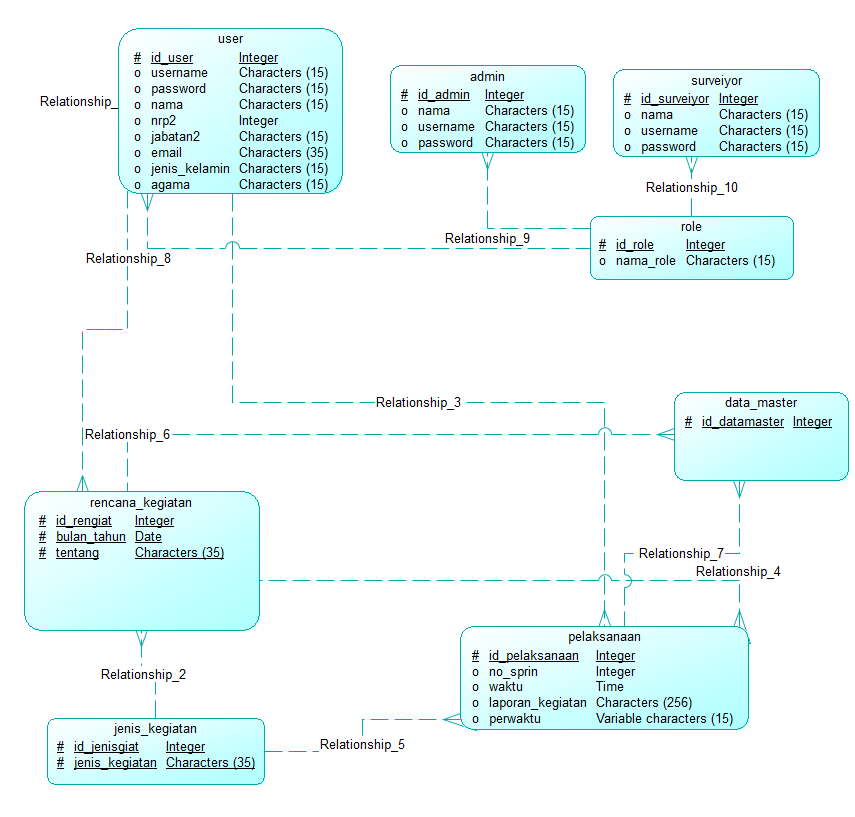 user
# id_user Integer
o username Characters (15)
o password Characters (15)
o nama Characters (15)
o nrp2 Integer
o jabatan2 Characters (15)
o email Characters (35)
o jenis_kelamin Characters (15)
o agama Characters (15)
Relationship_
admin
# id_admin Integer
o nama Characters (15)
o username Characters (15)
o password Characters (15)
surveiyor
# id_surveiyor Integer
o nama Characters (15)
o username Characters (15)
o password Characters (15)
Relationship_10
role
# id_role Integer
o nama_role Characters (15)
Relationship_9
Relationship_8
Relationship_3
data_master
# id_datamaster Integer
Relationship_6
rencana_kegiatan
# id_rengiat Integer
# bulan_tahun Date
# tentang Characters (35)
Relationship_7
Relationship_4
pelaksanaan
# id_pelaksanaan Integer
o no_sprin Integer
o waktu Time
o laporan_kegiatan Characters (256)
o perwaktu Variable characters (15)
Relationship_2
jenis_kegiatan
# id_jenisgiat Integer
# jenis_kegiatan Characters (35)
Relationship_5